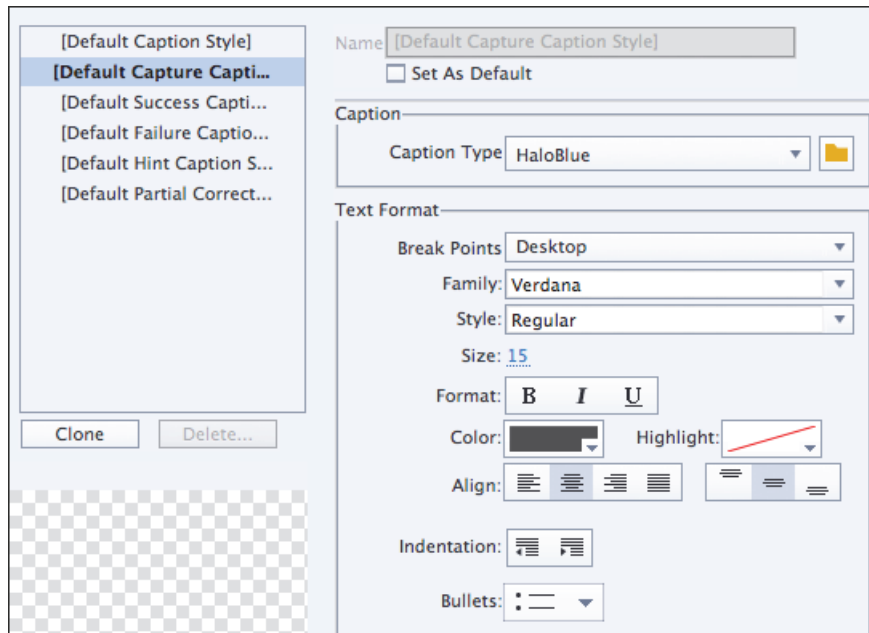 [Default Caption Style]
[Default Capture Capti...
[Default Success Capti...
[Default Failure Captio...
[Default Hint Caption S...
[Default Partial Correct...
Clone
Delete...
Name [Default Capture Caption Style]
Set As Default
Caption
Caption Type HaloBlue
Text Format
Break Points Desktop
Family: Verdana
Style: Regular
Size: 15
Format: B I U
Color: Highlight:
Align:
Indentation:
Bullets: